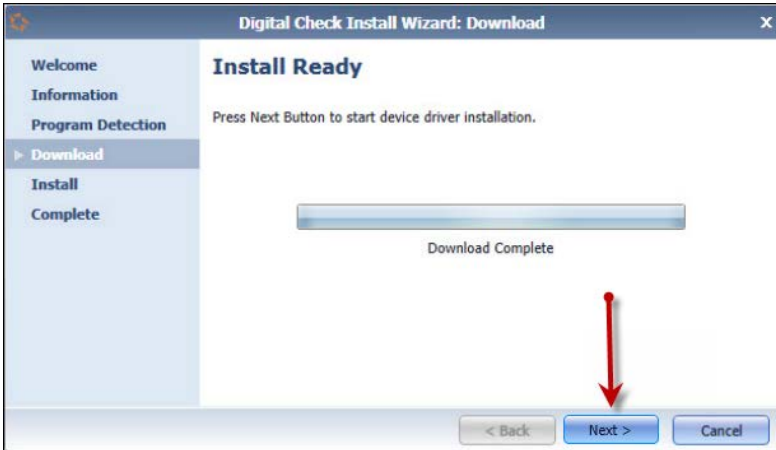 Digital Check Install Wizard: Download
x
Welcome
Information
Program Detection
Download
Install
Complete
Install Ready
Press Next Button to start device driver installation.
Download Complete
< Back
Next >
Cancel